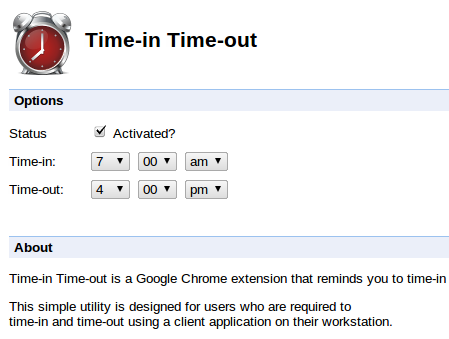 Time-in Time-out
Options
Status Activated?
Time-in: 7 00 am
Time-out: 4 00 pm
About
Time-in Time-out is a Google Chrome extension that reminds you to time-in
This simple utility is designed for users who are required to
time-in and time-out using a client application on their workstation.